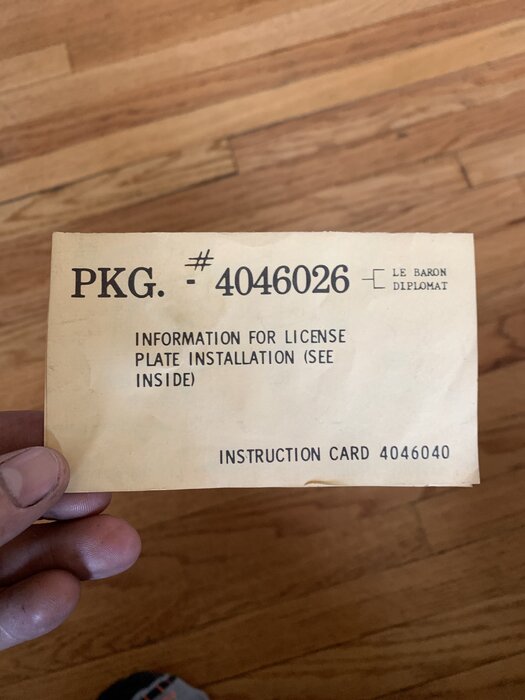 PKG. -# 4046026
LE BARON
DIPLOMAT
INFORMATION FOR LICENSE
PLATE INSTALLATION (SEE
INSIDE)
INSTRUCTION CARD 4046040